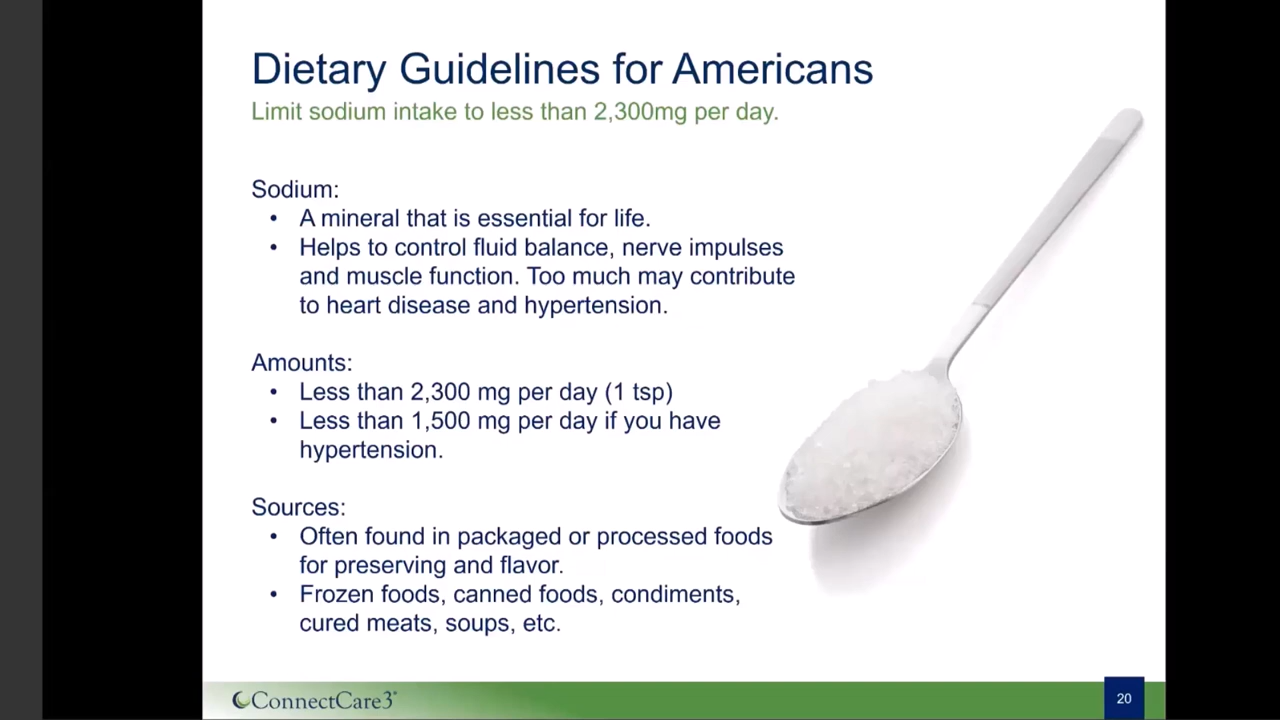 Dietary Guidelines for Americans
Limit sodium intake to less than 2,300mg per day.
Sodium:
• A mineral that is essential for life.
• Helps to control fluid balance, nerve impulses
and muscle function. Too much may contribute
to heart disease and hypertension.
Amounts:
• Less than 2,300 mg per day (1 tsp)
• Less than 1,500 mg per day if you have
hypertension.
Sources:
• Often found in packaged or processed foods
for preserving and flavor.
• Frozen foods, canned foods, condiments,
cured meats, soups, etc.
ConnectCare3®
20